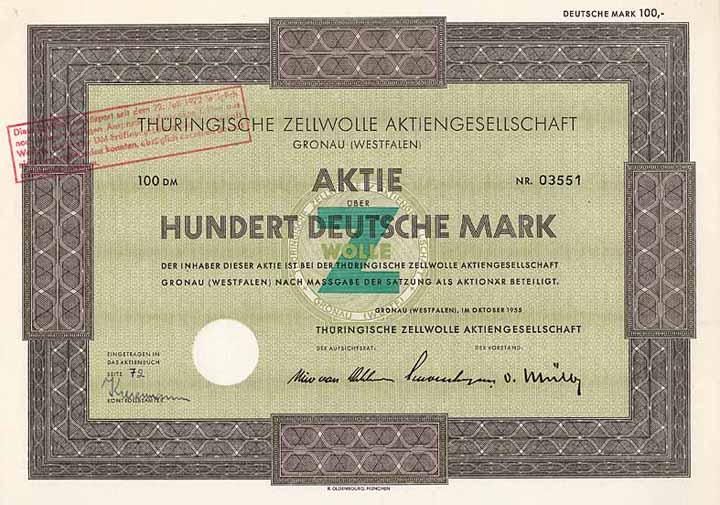 DEUTSCHE MARK 100,-
THÜRINGISCHE ZELLWOLLE AKTIENGESELLSCHAFT
GRONAU (WESTFALEN)
100 DM
AKTIE
NR. 03551
ÜBER
HUNDERT DEUTSCHE MARK
WOLLE
DER INHABER DIESER AKTIE IST BEI DER THÜRINGISCHE ZELLWOLLE AKTIENGESELLSCHAFT
GRONAU (WESTFALEN) NACH MASSGABE DER SATZUNG ALS AKTIONÄR BETEILIGT.
GRONAU (WESTFALEN), IM OKTOBER 1955
THÜRINGISCHE ZELLWOLLE AKTIENGESELLSCHAFT
DER AUFSICHTSRAT:
DER VORSTAND:
EINGETRAGEN IN
DAS AKTIENBUCH
SEITE 72
KONTROLLBEAMTER
R. OLDENBOURG, MÜNCHEN